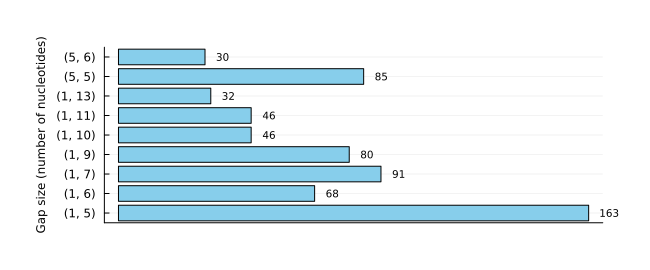 Gap size (number of nucleotides)
(5, 6) 30
(5, 5) 85
(1, 13) 32
(1, 11) 46
(1, 10) 46
(1, 9) 80
(1, 7) 91
(1, 6) 68
(1, 5) 163